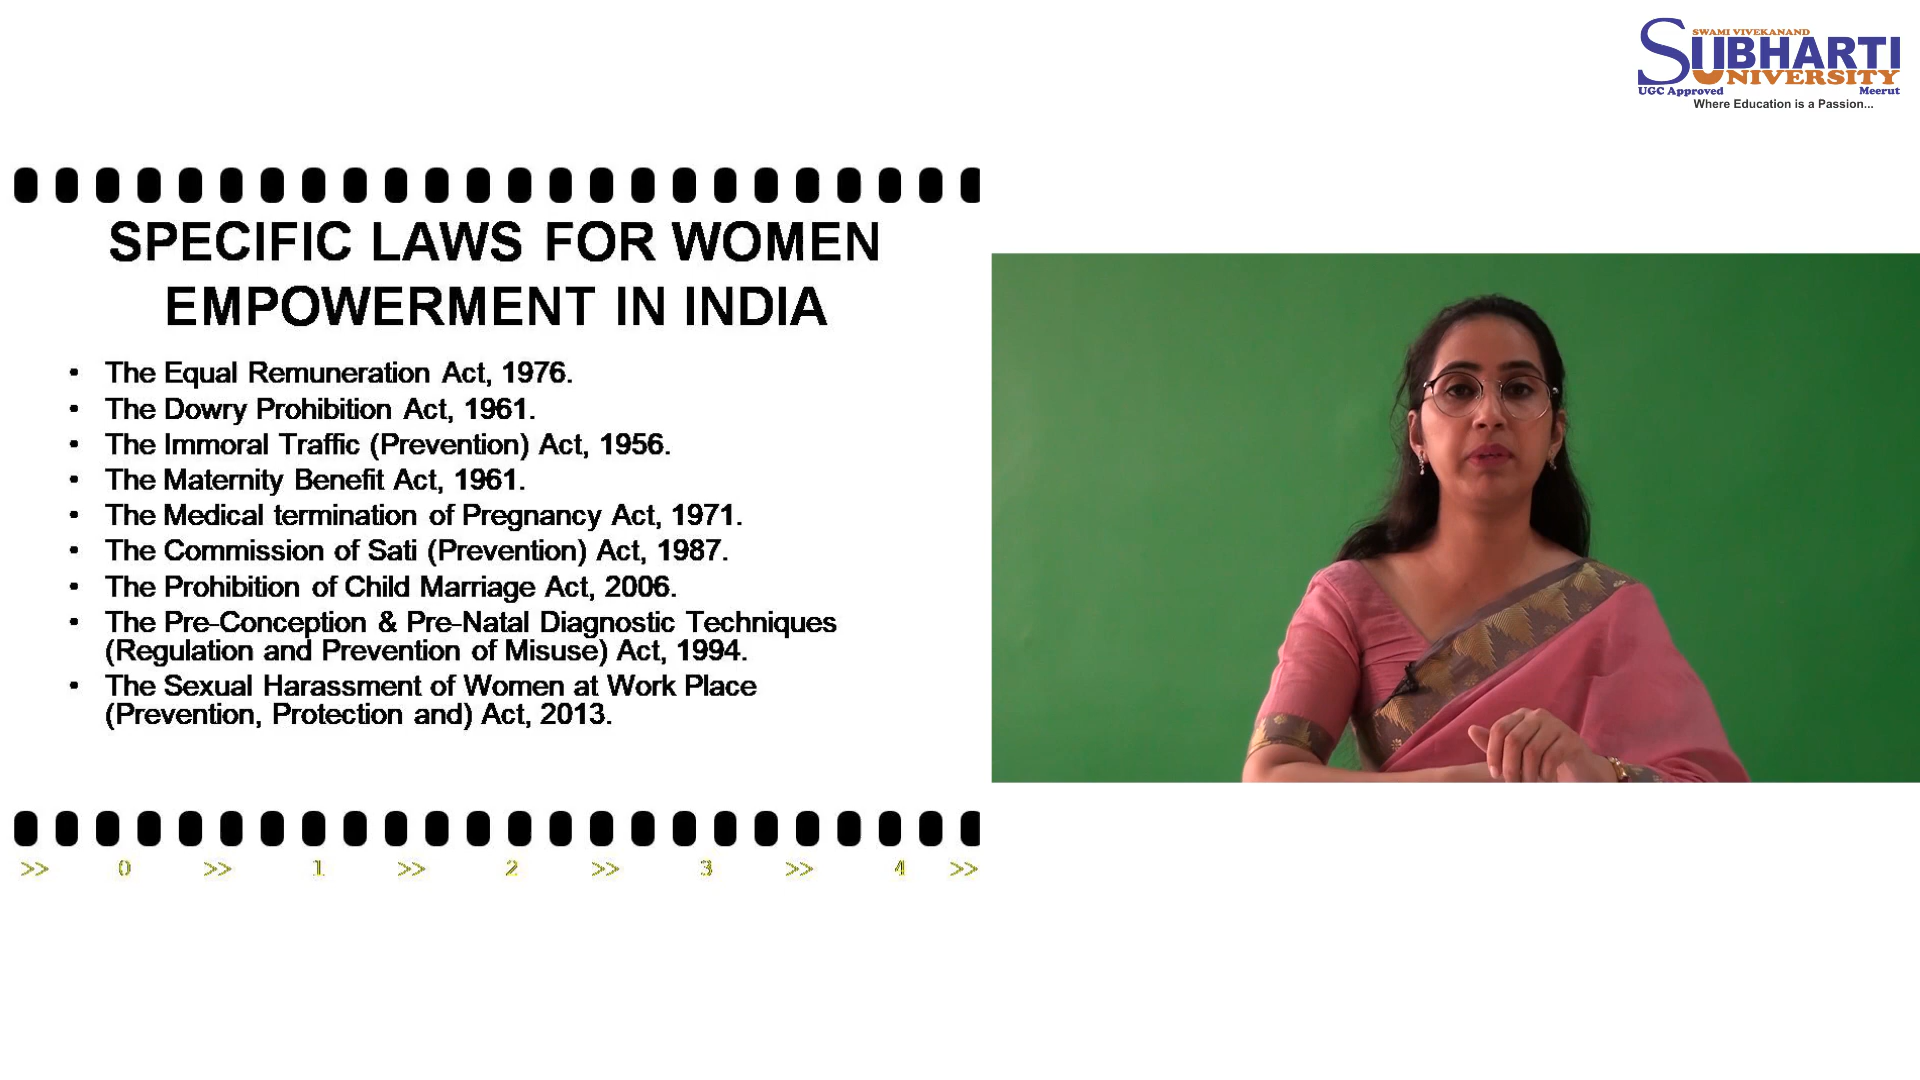 SWAMI VIVEKANAND
SUBHARTI
UNIVERSITY
UGC Approved Meerut
Where Education is a Passion...
SPECIFIC LAWS FOR WOMEN
EMPOWERMENT IN INDIA
• The Equal Remuneration Act, 1976.
• The Dowry Prohibition Act, 1961.
• The Immoral Traffic (Prevention) Act, 1956.
• The Maternity Benefit Act, 1961.
• The Medical termination of Pregnancy Act, 1971.
• The Commission of Sati (Prevention) Act, 1987.
• The Prohibition of Child Marriage Act, 2006.
• The Pre-Conception & Pre-Natal Diagnostic Techniques
(Regulation and Prevention of Misuse) Act, 1994.
• The Sexual Harassment of Women at Work Place
(Prevention, Protection and) Act, 2013.
>> 0 >> 1 >> 2 >> 3 >> 4 >>